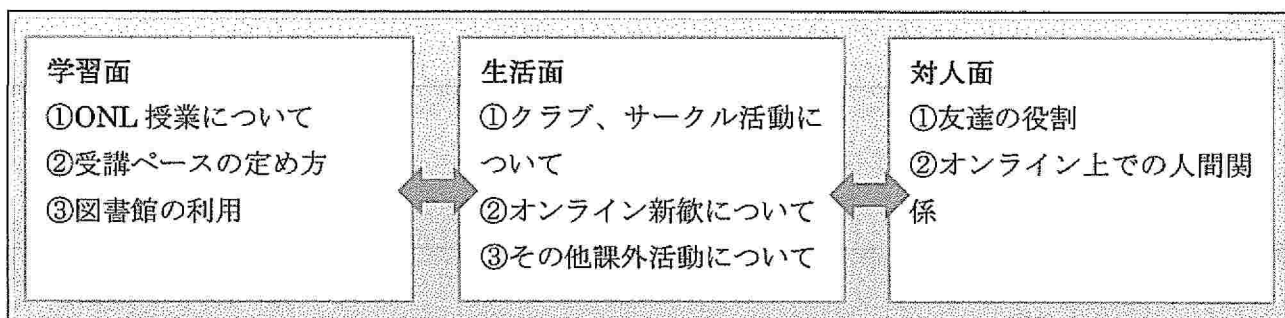 学習面
①ONL 授業について
②受講ペースの定め方
③図書館の利用
生活面
①クラブ、サークル活動に
ついて
②オンライン新歓について
③その他課外活動について
対人面
①友達の役割
②オンライン上での人間関
係